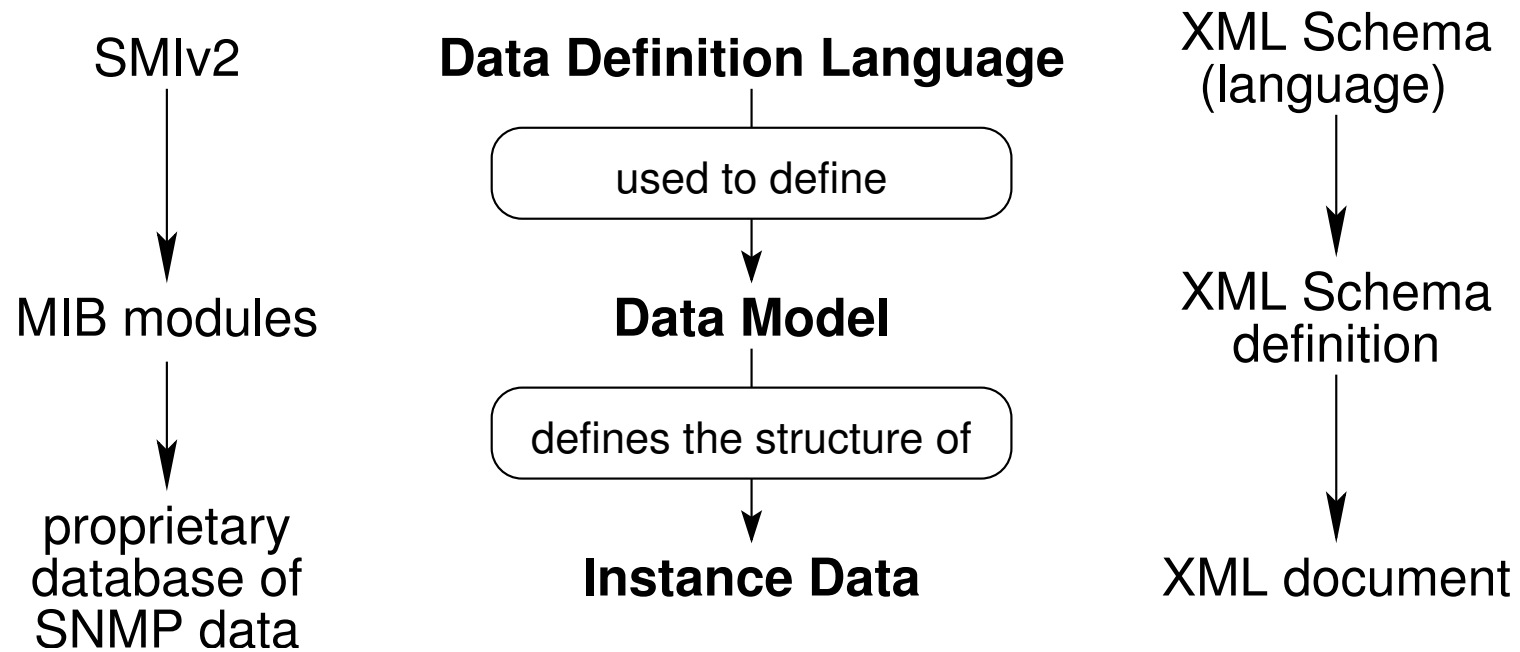 SMIv2
Data Definition Language
XML Schema
(language)
used to define
MIB modules
Data Model
XML Schema
definition
defines the structure of
proprietary
database of
SNMP data
Instance Data
XML document